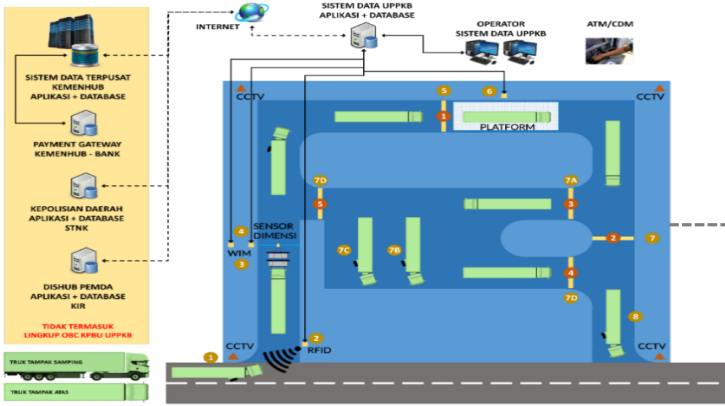 SISTEM DATA TERPUSAT
KEMENHUB
APLIKASI + DATABASE
PAYMENT GATEWAY
KEMENHUB - BANK
KEPOLISIAN DAERAH
APLIKASI + DATABASE
STNK
DISHUB PEMDA
APLIKASI + DATABASE
KIR
TIDAK TERMASUK
LINGKUP OBC KPBU UPPKB
TRUK TAMPAK SAMPING
TRUK TAMPAK ATAS
INTERNET
SISTEM DATA UPPKB
APLIKASI + DATABASE
OPERATOR
SISTEM DATA UPPKB
ATM/CDM
CCTV
5
6
CCTV
1
PLATFORM
7D
7A
5
3
4
SENSOR
DIMENSI
WIM
3
7C
7B
2
7
4
7D
8
CCTV
2
RFID
1
CCTV